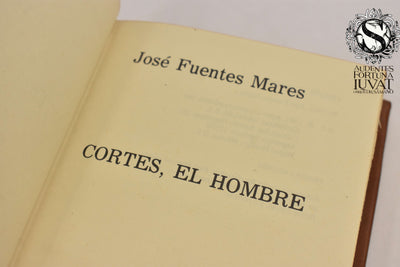 José Fuentes Mares
CORTES, EL HOMBRE
S
AUDENTES
FORTUNA
IUVAT